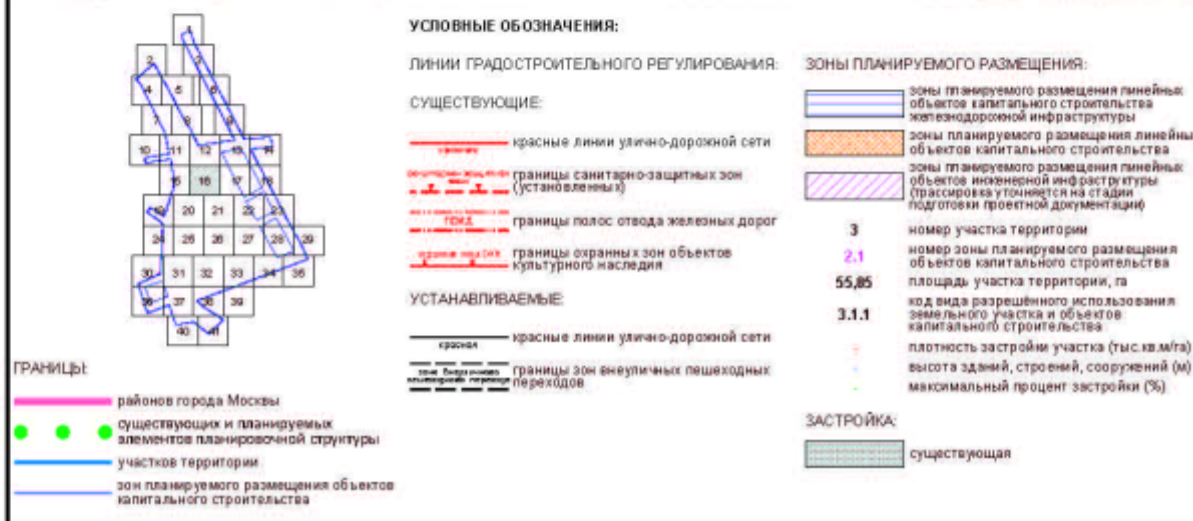 1
2 3
4 5 6
7 8 9
10 11 12 13 14
15 16 17 18
19 20 21 22 23
24 25 26 27 28 29
30 31 32 33 34 35
36 37 38 39
40 41
ГРАНИЦЫ:
районов города Москвы
существующих и планируемых
элементов планировочной структуры
участков территории
зон планируемого размещения объектов
капитального строительства
УСЛОВНЫЕ ОБОЗНАЧЕНИЯ:
ЛИНИИ ГРАДОСТРОИТЕЛЬНОГО РЕГУЛИРОВАНИЯ:
СУЩЕСТВУЮЩИЕ:
красные линии улично-дорожной сети
границы санитарно-защитных зон
(установленных)
границы полос отвода железных дорог
границы охранных зон объектов
культурного наследия
УСТАНАВЛИВАЕМЫЕ:
красная
красные линии улично-дорожной сети
зона внеуличного
границы зон внеуличных пешеходных
переходов
ЗОНЫ ПЛАНИРУЕМОГО РАЗМЕЩЕНИЯ:
зоны планируемого размещения линейных
объектов капитального строительства
железнодорожной инфраструктуры
зоны планируемого размещения линейных
объектов капитального строительства
зоны планируемого размещения линейных
объектов инженерной инфраструктуры
(трассировка уточняется на стадии
подготовки проектной документации)
3 номер участка территории
2.1 номер зоны планируемого размещения
объектов капитального строительства
55,85 площадь участка территории, га
3.1.1 код вида разрешённого использования
земельного участка и объектов
капитального строительства
плотность застройки участка (тыс.кв.м/га)
высота зданий, строений, сооружений (м)
максимальный процент застройки (%)
ЗАСТРОЙКА:
существующая